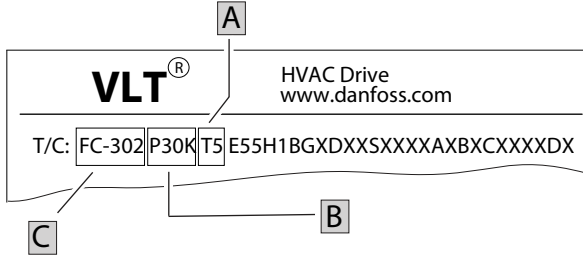 A
VLT® HVAC Drive
www.danfoss.com
T/C: FC-302 P30K T5 E55H1BGXDXXSXXXXAXBXCXXXXDX
C B